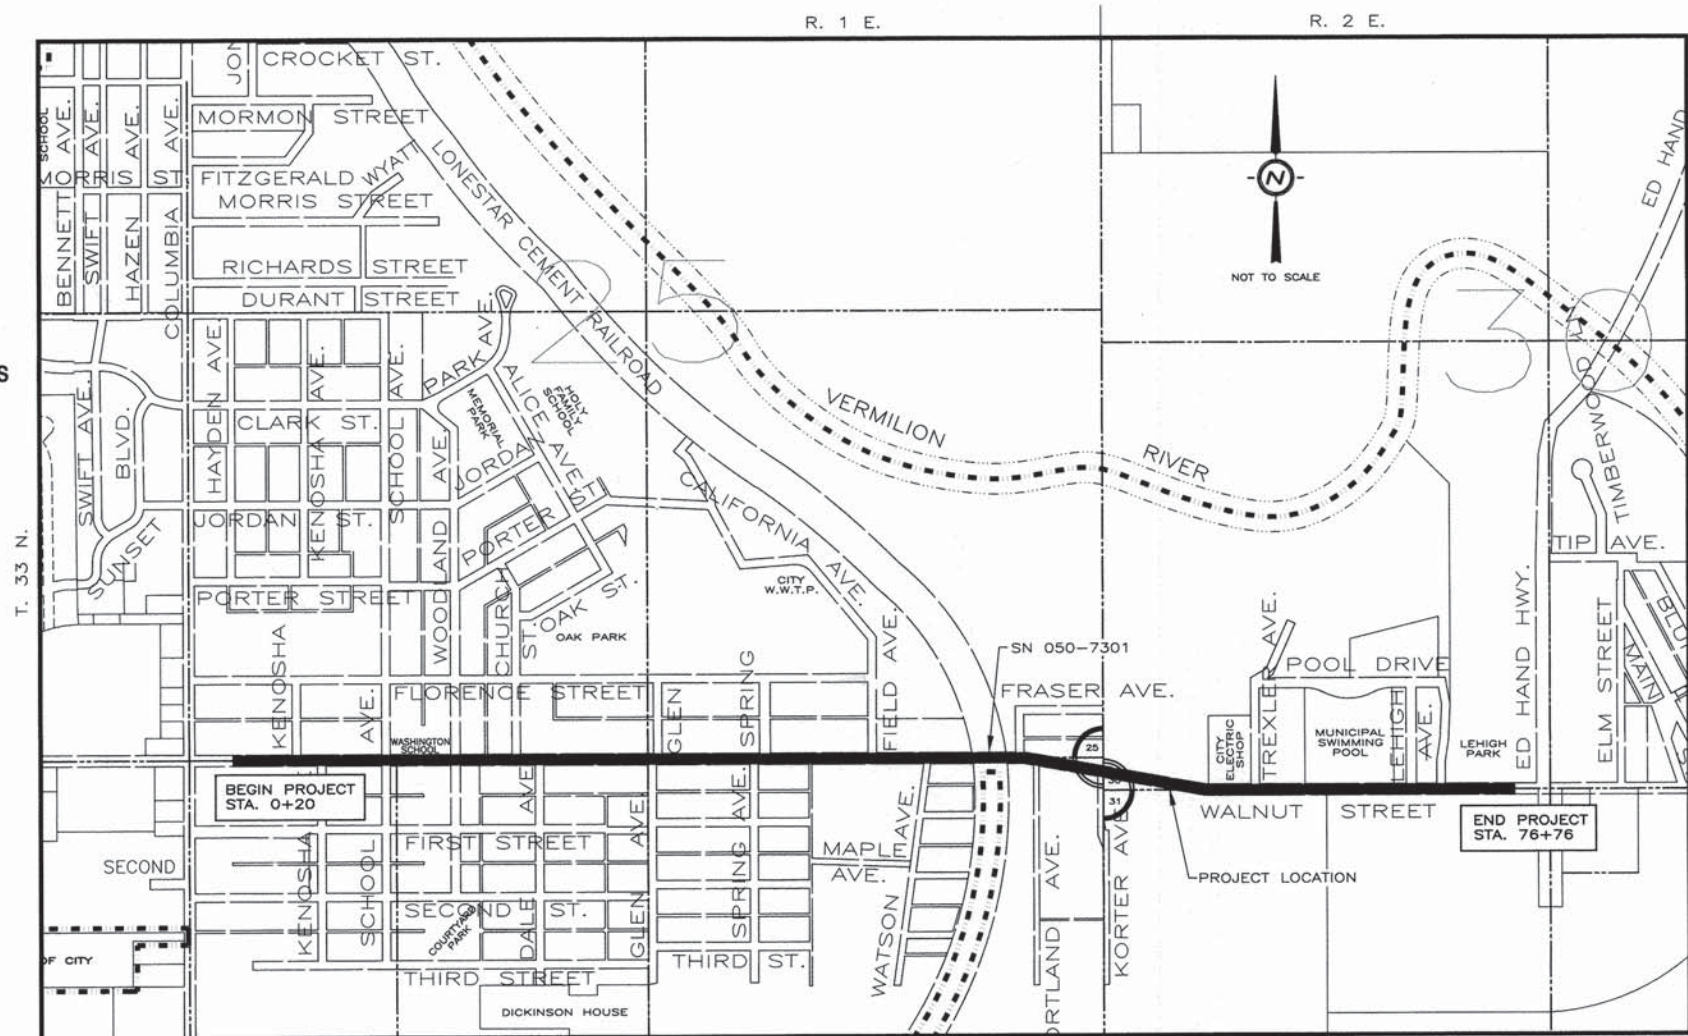 R. 1 E.
R. 2 E.
T. 33 N.
S
CROCKET ST.
MORMON STREET
FITZGERALD
WYATT
MORRIS STREET
RICHARDS STREET
DURANT STREET
SCHOOL
MORRIS ST.
BENNETT AVE.
SWIFT AVE.
HAZEN AVE.
COLUMBIA AVE.
LONESTAR CEMENT RAILROAD
25
30
N
NOT TO SCALE
ED HAND
VERMILION RIVER
HAYDEN AVE.
KENOSHA AVE.
SCHOOL AVE.
PARK AVE.
ALICE AVE.
HOLY
FAMILY
SCHOOL
MEMORIAL
PARK
CLARK ST.
JORDAN
JORDAN ST.
SWIFT AVE.
SUNSET BLVD.
PORTER ST.
PORTER STREET
WOODLAND AVE.
CHURCH ST.
OAK ST.
OAK PARK
CALIFORNIA AVE.
CITY
W.W.T.P.
FIELD AVE.
TIMBERWOOD
TIP AVE.
ELM STREET
MAIN
ED HAND HWY.
SN 050-7301
FRASER AVE.
TREXLER AVE.
POOL DRIVE
CITY
ELECTRIC
SHOP
MUNICIPAL
SWIMMING
POOL
LEHIGH AVE.
LEHIGH
PARK
KENOSHA AVE.
FLORENCE STREET
WASHINGTON
SCHOOL
GLEN
SPRING
25
30
31
BEGIN PROJECT
STA. 0+20
WALNUT STREET
END PROJECT
STA. 76+76
PROJECT LOCATION
SECOND
KENOSHA
SCHOOL
FIRST STREET
DALE AVE.
GLEN AVE.
SPRING AVE.
MAPLE AVE.
WATSON AVE.
KORTER AVE.
ORTLAND AVE.
SECOND ST.
COURTYARD
PARK
THIRD STREET
THIRD ST.
OF CITY
DICKINSON HOUSE